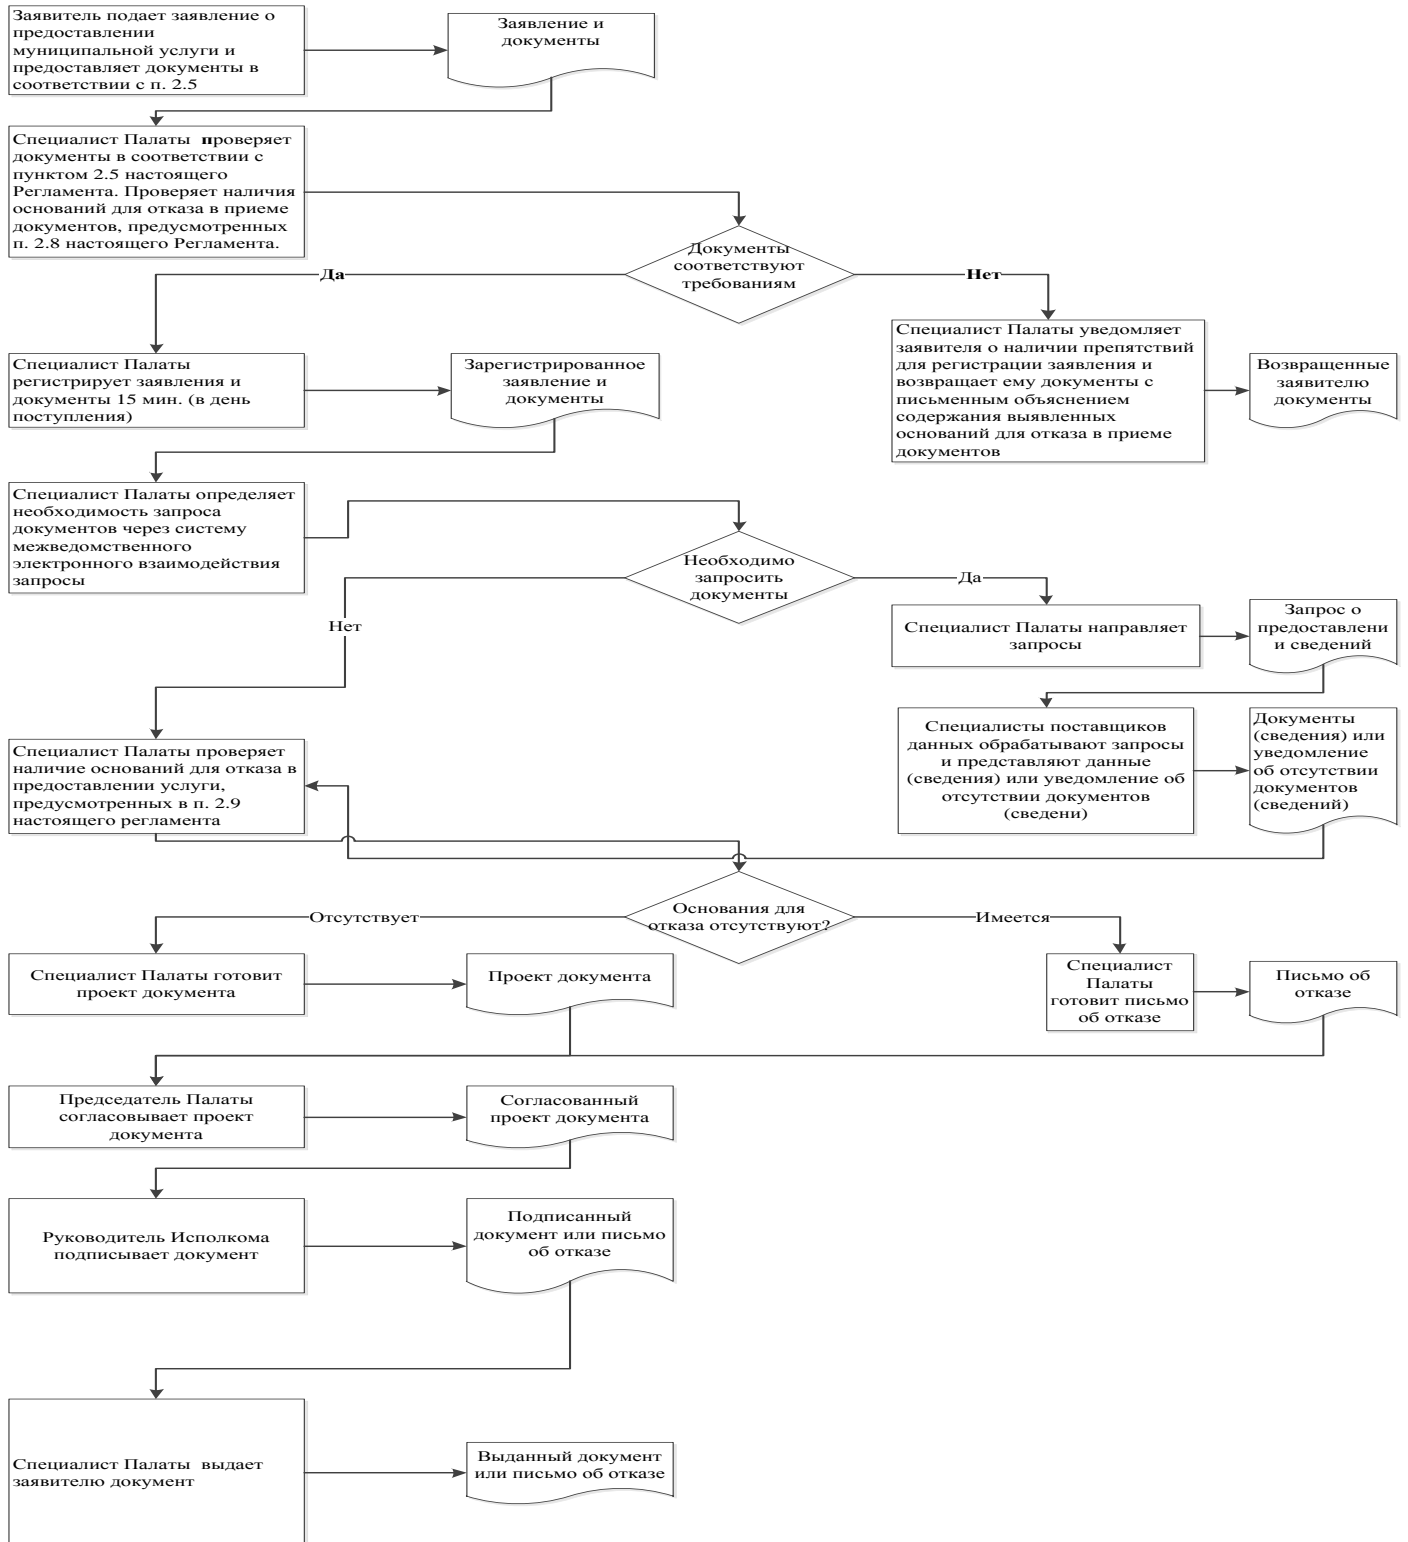 Заявитель подает заявление о
предоставлении
муниципальной услуги и
предоставляет документы в
соответствии с п. 2.5
Заявление и
документы
Специалист Палаты  проверяет
документы в соответствии с
пунктом 2.5 настоящего
Регламента. Проверяет наличия
оснований для отказа в приеме
документов, предусмотренных
п. 2.8 настоящего Регламента.
Документы
соответствуют
требованиям
Да
Нет
Специалист Палаты
регистрирует заявления и
документы 15 мин. (в день
поступления)
Зарегистрированное
заявление и
документы
Специалист Палаты уведомляет
заявителя о наличии препятствий
для регистрации заявления и
возвращает ему документы с
письменным объяснением
содержания выявленных
оснований для отказа в приеме
документов
Возвращенные
заявителю
документы
Специалист Палаты определяет
необходимость запроса
документов через систему
межведомственного
электронного взаимодействия
запросы
Необходимо
запросить
документы
Да
Нет
Специалист Палаты направляет
запросы
Запрос о
предоставлени
и сведений
Специалисты поставщиков
данных обрабатывают запросы
и представляют данные
(сведения) или уведомление об
отсутствии документов
(сведени)
Документы
(сведения) или
уведомление
об отсутствии
документов
(сведений)
Специалист Палаты проверяет
наличие оснований для отказа в
предоставлении услуги,
предусмотренных в п. 2.9
настоящего регламента
Основания для
отказа отсутствуют?
Отсутствует
Имеется
Специалист Палаты готовит
проект документа
Проект документа
Специалист
Палаты
готовит письмо
об отказе
Письмо об
отказе
Председатель Палаты
согласовывает проект
документа
Согласованный
проект документа
Руководитель Исполкома
подписывает документ
Подписанный
документ или письмо
об отказе
Специалист Палаты  выдает
заявителю документ
Выданный документ
или письмо об отказе